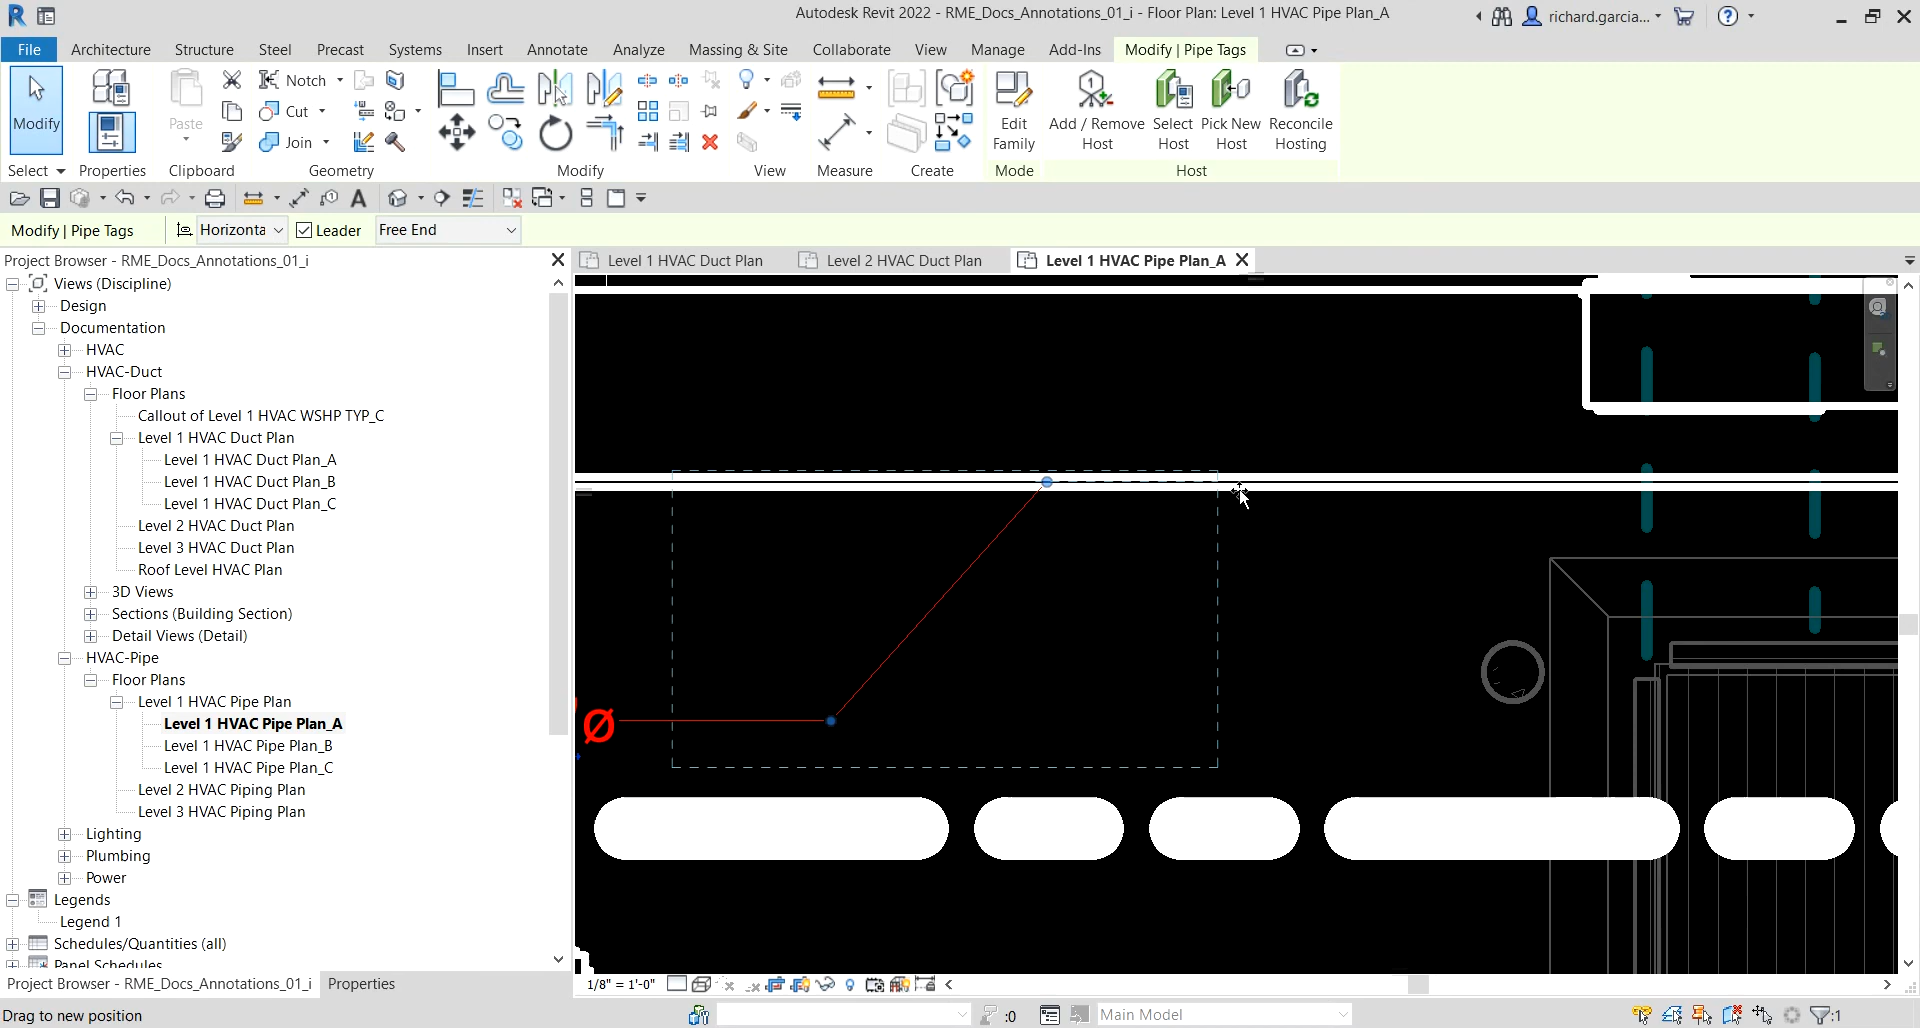 Autodesk Revit 2022 - RME_Docs_Annotations_01_i - Floor Plan: Level 1 HVAC Pipe Plan_A
richard.garcia...
File Architecture Structure Steel Precast Systems Insert Annotate Analyze Massing & Site Collaborate View Manage Add-Ins Modify | Pipe Tags
Modify
Paste
Notch
Cut
Join
Edit Family
Add / Remove Host
Select Host
Pick New Host
Reconcile Hosting
Select Properties Clipboard Geometry Modify View Measure Create Mode Host
Modify | Pipe Tags Horizonta Leader Free End
Project Browser - RME_Docs_Annotations_01_i
Level 1 HVAC Duct Plan Level 2 HVAC Duct Plan Level 1 HVAC Pipe Plan_A
Views (Discipline)
Design
Documentation
HVAC
HVAC-Duct
Floor Plans
Callout of Level 1 HVAC WSHP TYP_C
Level 1 HVAC Duct Plan
Level 1 HVAC Duct Plan_A
Level 1 HVAC Duct Plan_B
Level 1 HVAC Duct Plan_C
Level 2 HVAC Duct Plan
Level 3 HVAC Duct Plan
Roof Level HVAC Plan
3D Views
Sections (Building Section)
Detail Views (Detail)
HVAC-Pipe
Floor Plans
Level 1 HVAC Pipe Plan
Level 1 HVAC Pipe Plan_A
Level 1 HVAC Pipe Plan_B
Level 1 HVAC Pipe Plan_C
Level 2 HVAC Piping Plan
Level 3 HVAC Piping Plan
Lighting
Plumbing
Power
Legends
Legend 1
Schedules/Quantities (all)
Panel Schedules
Ø
Project Browser - RME_Docs_Annotations_01_i Properties
1/8" = 1'-0"
Drag to new position
:0
Main Model
:1